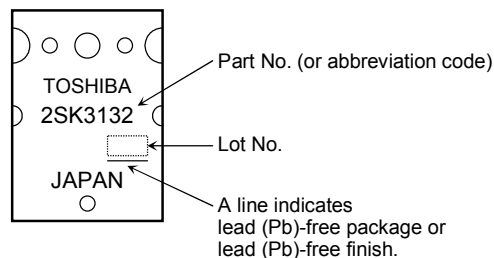 TOSHIBA
2SK3132
JAPAN
Part No. (or abbreviation code)
Lot No.
A line indicates
lead (Pb)-free package or
lead (Pb)-free finish.